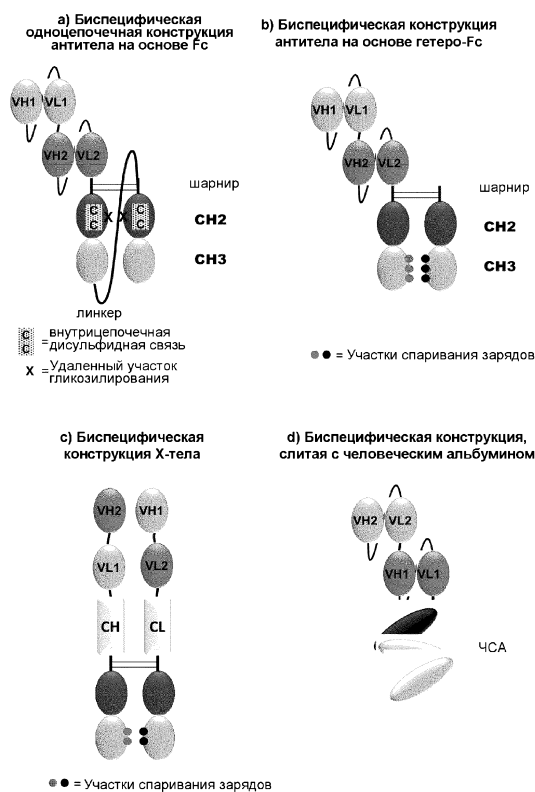 a) Биспецифическая
одноцепочечная конструкция
антитела на основе Fc
VH1 VL1
VH2 VL2
шарнир
C C
X X
C C
CH2
CH3
линкер
C
C
=внутрицепочечная
дисульфидная связь
X =Удаленный участок
гликозилирования
b) Биспецифическая конструкция
антитела на основе гетеро-Fc
VH1 VL1
VH2 VL2
шарнир
CH2
CH3
= Участки спаривания зарядов
c) Биспецифическая
конструкция X-тела
VH2 VH1
VL1 VL2
CH CL
= Участки спаривания зарядов
d) Биспецифическая конструкция,
слитая с человеческим альбумином
VH2 VL2
VH1 VL1
ЧСА